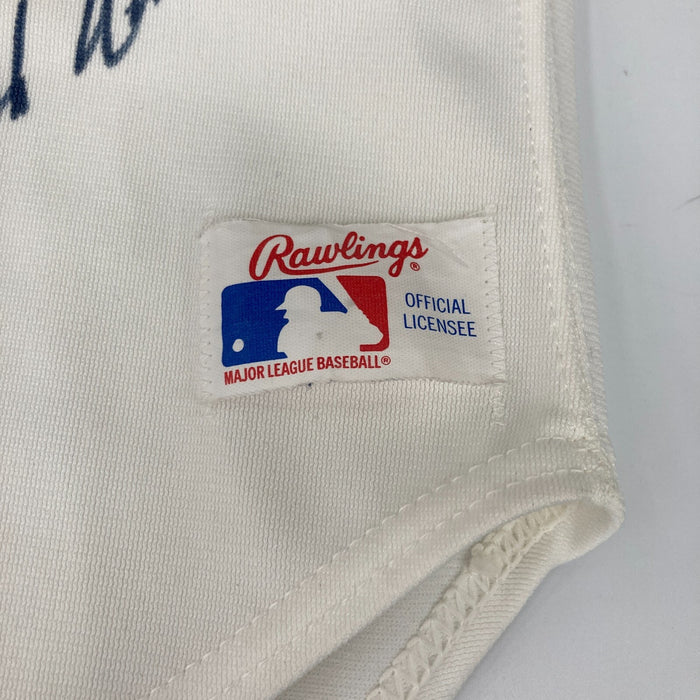 Rawlings®
OFFICIAL
LICENSEE
MAJOR LEAGUE BASEBALL®